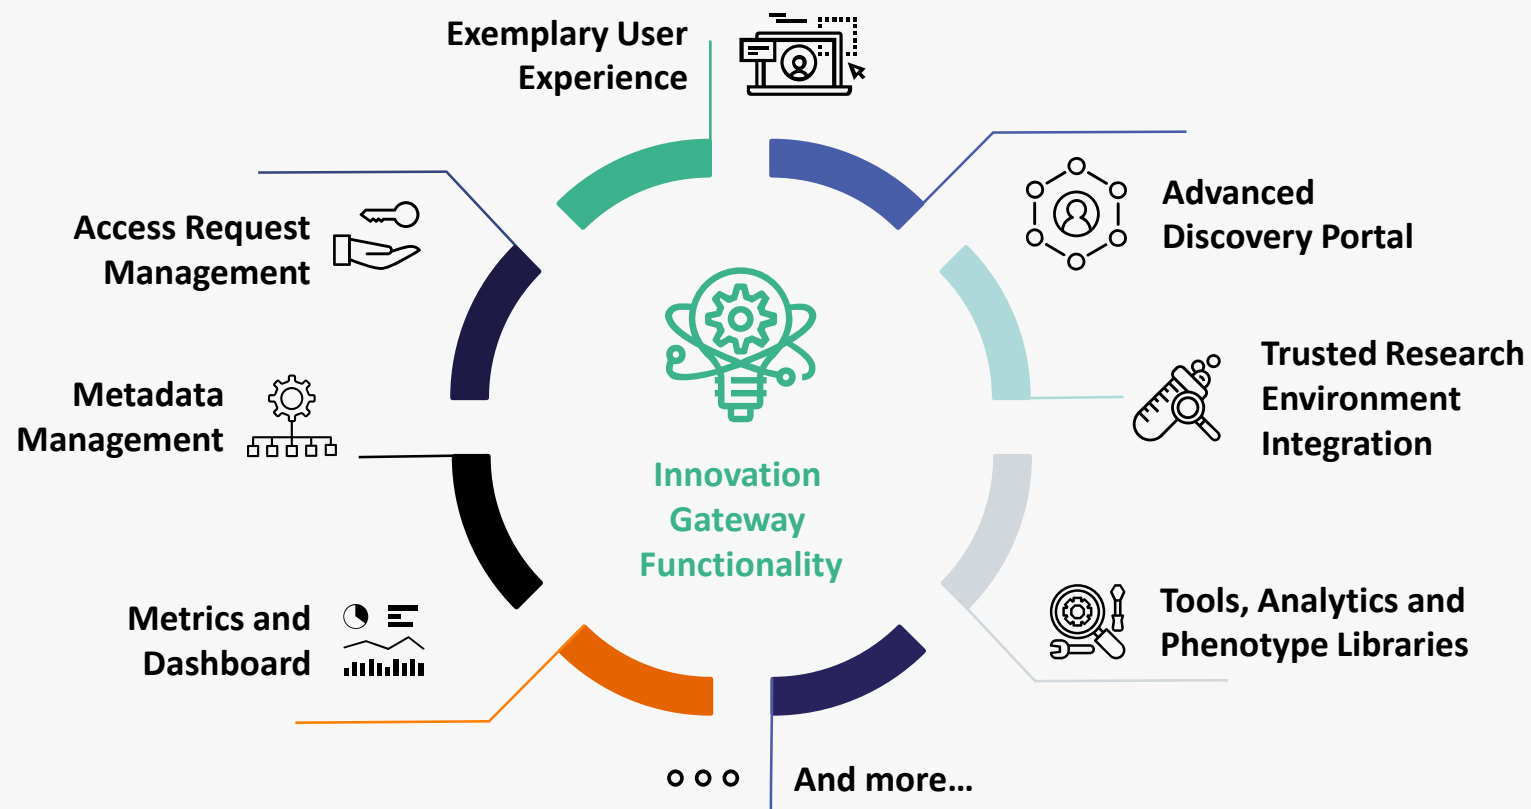 Exemplary User
Experience
Advanced
Discovery Portal
Trusted Research
Environment
Integration
Tools, Analytics and
Phenotype Libraries
And more…
Metrics and
Dashboard
Metadata
Management
Access Request
Management
Innovation
Gateway
Functionality